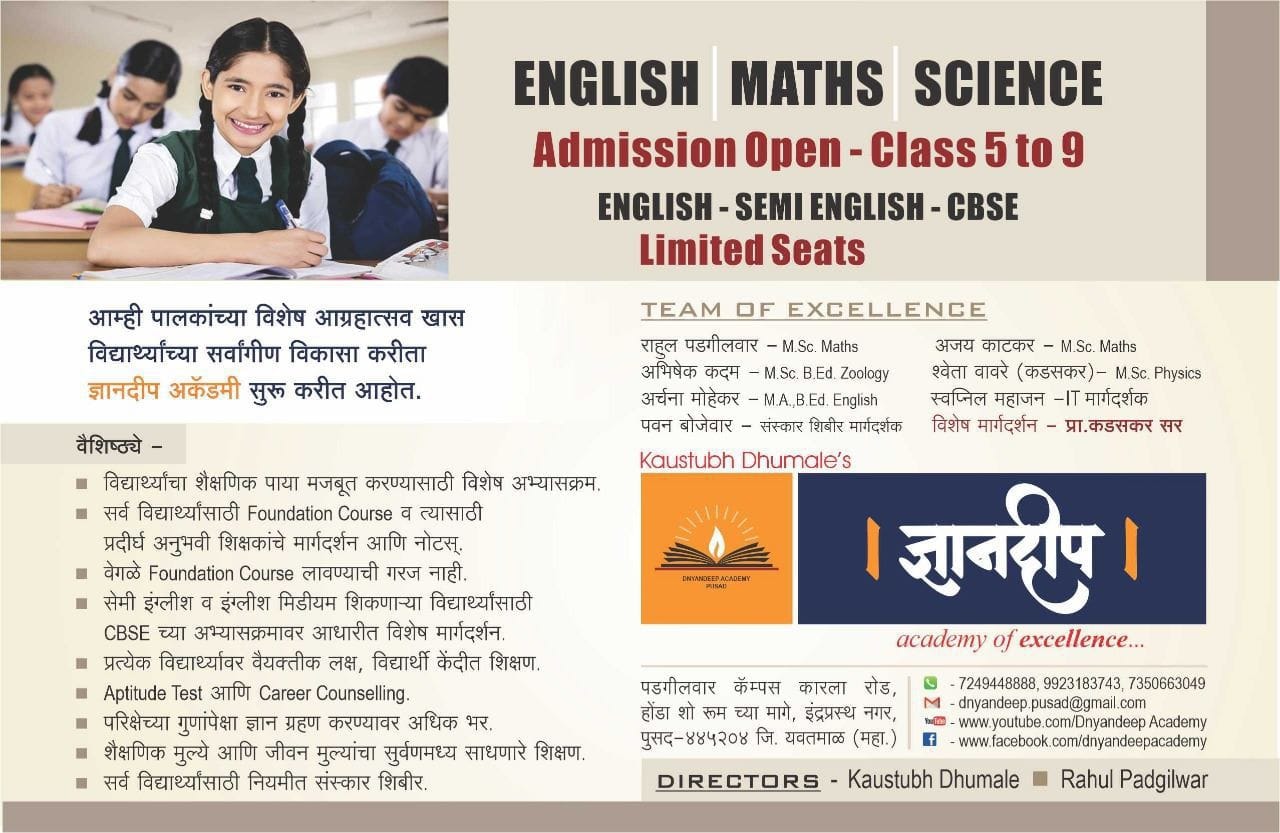 ENGLISH MATHS SCIENCE
Admission Open - Class 5 to 9
ENGLISH - SEMI ENGLISH - CBSE
Limited Seats
आम्ही पालकांच्या विशेष आग्रहात्सव खास
विद्यार्थ्यांच्या सर्वांगीण विकासा करीता
ज्ञानदीप अकॅडमी सुरू करीत आहोत.
वैशिष्ठ्ये –
विद्यार्थ्यांचा शैक्षणिक पाया मजबूत करण्यासाठी विशेष अभ्यासक्रम.
सर्व विद्यार्थ्यांसाठी Foundation Course व त्यासाठी
प्रदीर्घ अनुभवी शिक्षकांचे मार्गदर्शन आणि नोटस्.
वेगळे Foundation Course लावण्याची गरज नाही.
सेमी इंग्लीश व इंग्लीश मिडीयम शिकणाऱ्या विद्यार्थ्यांसाठी
CBSE च्या अभ्यासक्रमावर आधारीत विशेष मार्गदर्शन.
प्रत्येक विद्यार्थ्यावर वैयक्तीक लक्ष, विद्यार्थी केंदीत शिक्षण.
Aptitude Test आणि Career Counselling.
परिक्षेच्या गुणांपेक्षा ज्ञान ग्रहण करण्यावर अधिक भर.
शैक्षणिक मुल्ये आणि जीवन मुल्यांचा सुर्वणमध्य साधणारे शिक्षण.
सर्व विद्यार्थ्यांसाठी नियमीत संस्कार शिबीर.
TEAM OF EXCELLENCE
राहुल पडगीलवार – M.Sc. Maths
अभिषेक कदम – M.Sc. B.Ed. Zoology
अर्चना मोहेकर – M.A.,B.Ed. English
पवन बोजेवार – संस्कार शिबीर मार्गदर्शक
अजय काटकर – M.Sc. Maths
श्वेता वावरे (कडसकर)– M.Sc. Physics
स्वप्निल महाजन –IT मार्गदर्शक
विशेष मार्गदर्शन – प्रा.कडसकर सर
Kaustubh Dhumale's
DNYANDEEP ACADEMY
PUSAD
ज्ञानदीप
academy of excellence...
पडगीलवार कॅम्पस कारला रोड,
होंडा शो रूम च्या मागे, इंद्रप्रस्थ नगर,
पुसद–४४५२०४ जि. यवतमाळ (महा.)
- 7249448888, 9923183743, 7350663049
- dnyandeep.pusad@gmail.com
- www.youtube.com/Dnyandeep Academy
- www.facebook.com/dnyandeepacademy
DIRECTORS - Kaustubh Dhumale Rahul Padgilwar